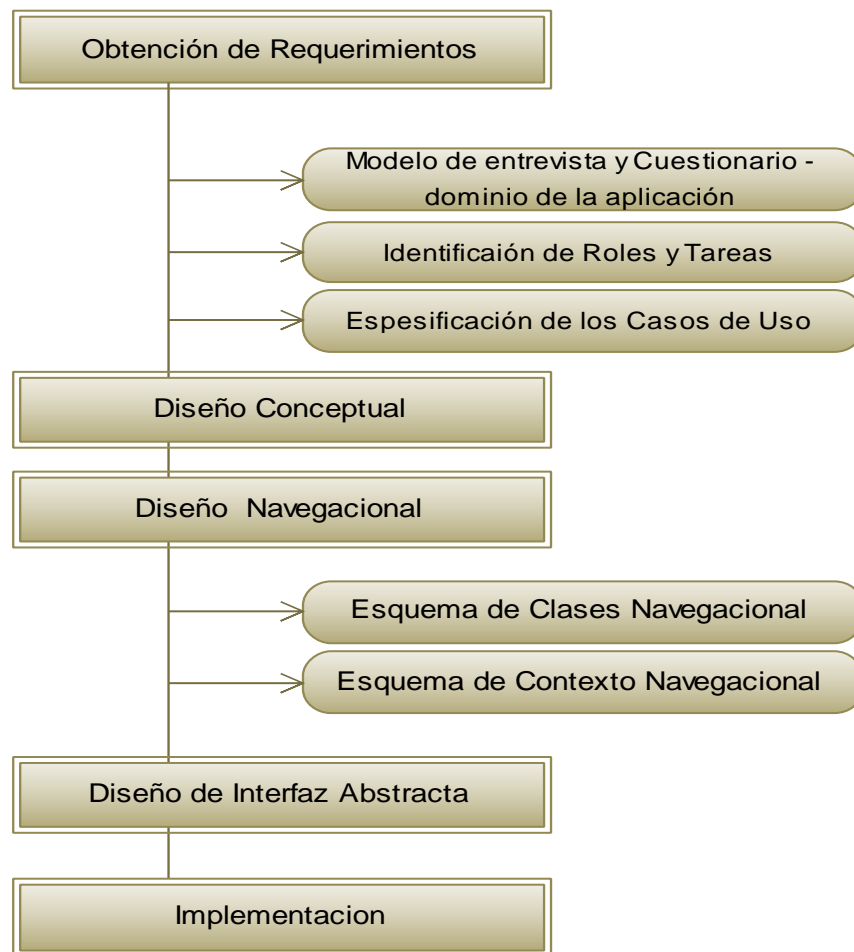 Obtención de Requerimientos
Modelo de entrevista y Cuestionario -
dominio de la aplicación
Identificaión de Roles y Tareas
Espesificación de los Casos de Uso
Diseño Conceptual
Diseño Navegacional
Esquema de Clases Navegacional
Esquema de Contexto Navegacional
Diseño de Interfaz Abstracta
Implementacion